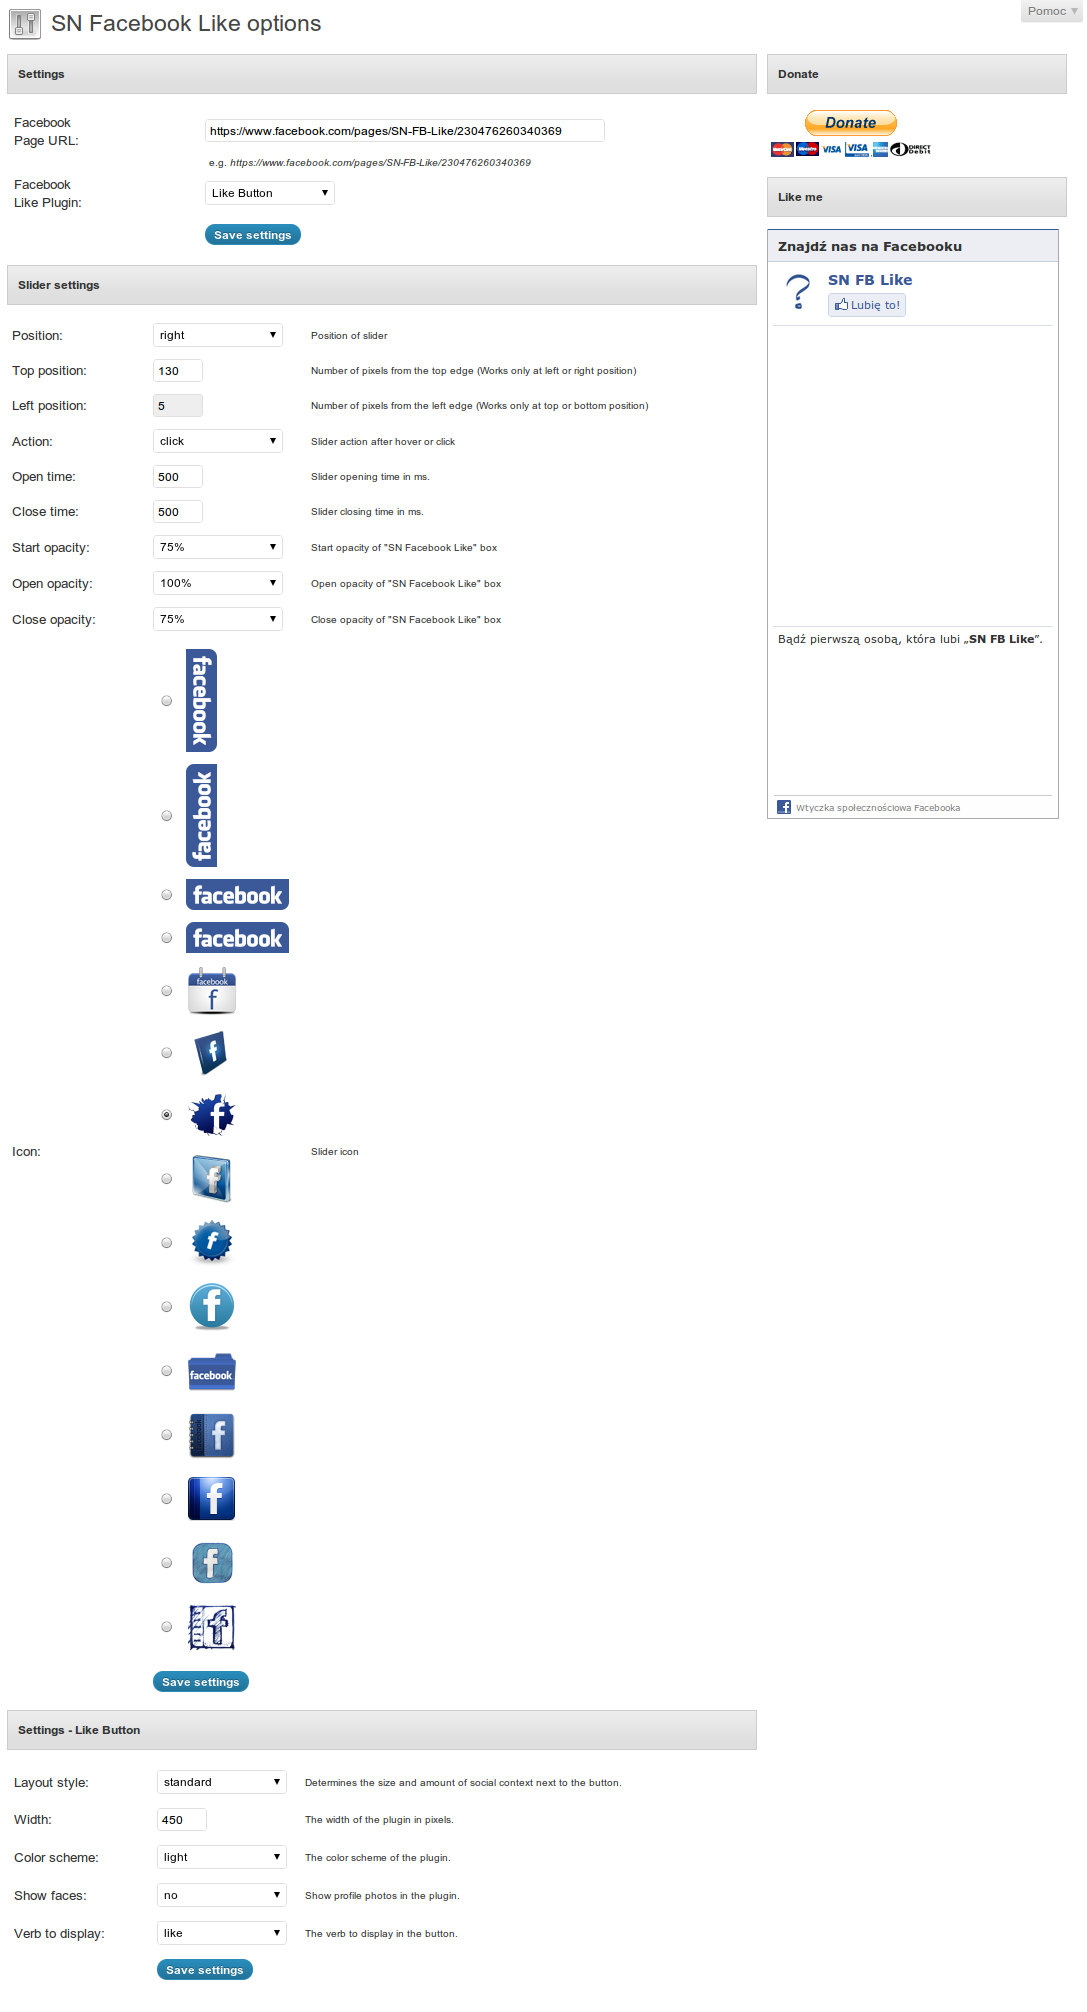 SN Facebook Like options
Pomoc
Settings
Facebook
Page URL:
https://www.facebook.com/pages/SN-FB-Like/230476260340369
e.g. https://www.facebook.com/pages/SN-FB-Like/230476260340369
Facebook
Like Plugin:
Like Button
Save settings
Slider settings
Position:
right
Position of slider
Top position:
130
Number of pixels from the top edge (Works only at left or right position)
Left position:
5
Number of pixels from the left edge (Works only at top or bottom position)
Action:
click
Slider action after hover or click
Open time:
500
Slider opening time in ms.
Close time:
500
Slider closing time in ms.
Start opacity:
75%
Start opacity of "SN Facebook Like" box
Open opacity:
100%
Open opacity of "SN Facebook Like" box
Close opacity:
75%
Close opacity of "SN Facebook Like" box
facebook
facebook
facebook
facebook
facebook
f
f
f
Icon:
Slider icon
f
f
f
facebook
f
f
f
f
Save settings
Settings - Like Button
Layout style:
standard
Determines the size and amount of social context next to the button.
Width:
450
The width of the plugin in pixels.
Color scheme:
light
The color scheme of the plugin.
Show faces:
no
Show profile photos in the plugin.
Verb to display:
like
The verb to display in the button.
Save settings
Donate
Donate
VISA
VISA
DIRECT
Debit
Like me
Znajdź nas na Facebooku
?
SN FB Like
Lubię to!
Bądź pierwszą osobą, która lubi „SN FB Like”.
f
Wtyczka społecznościowa Facebooka